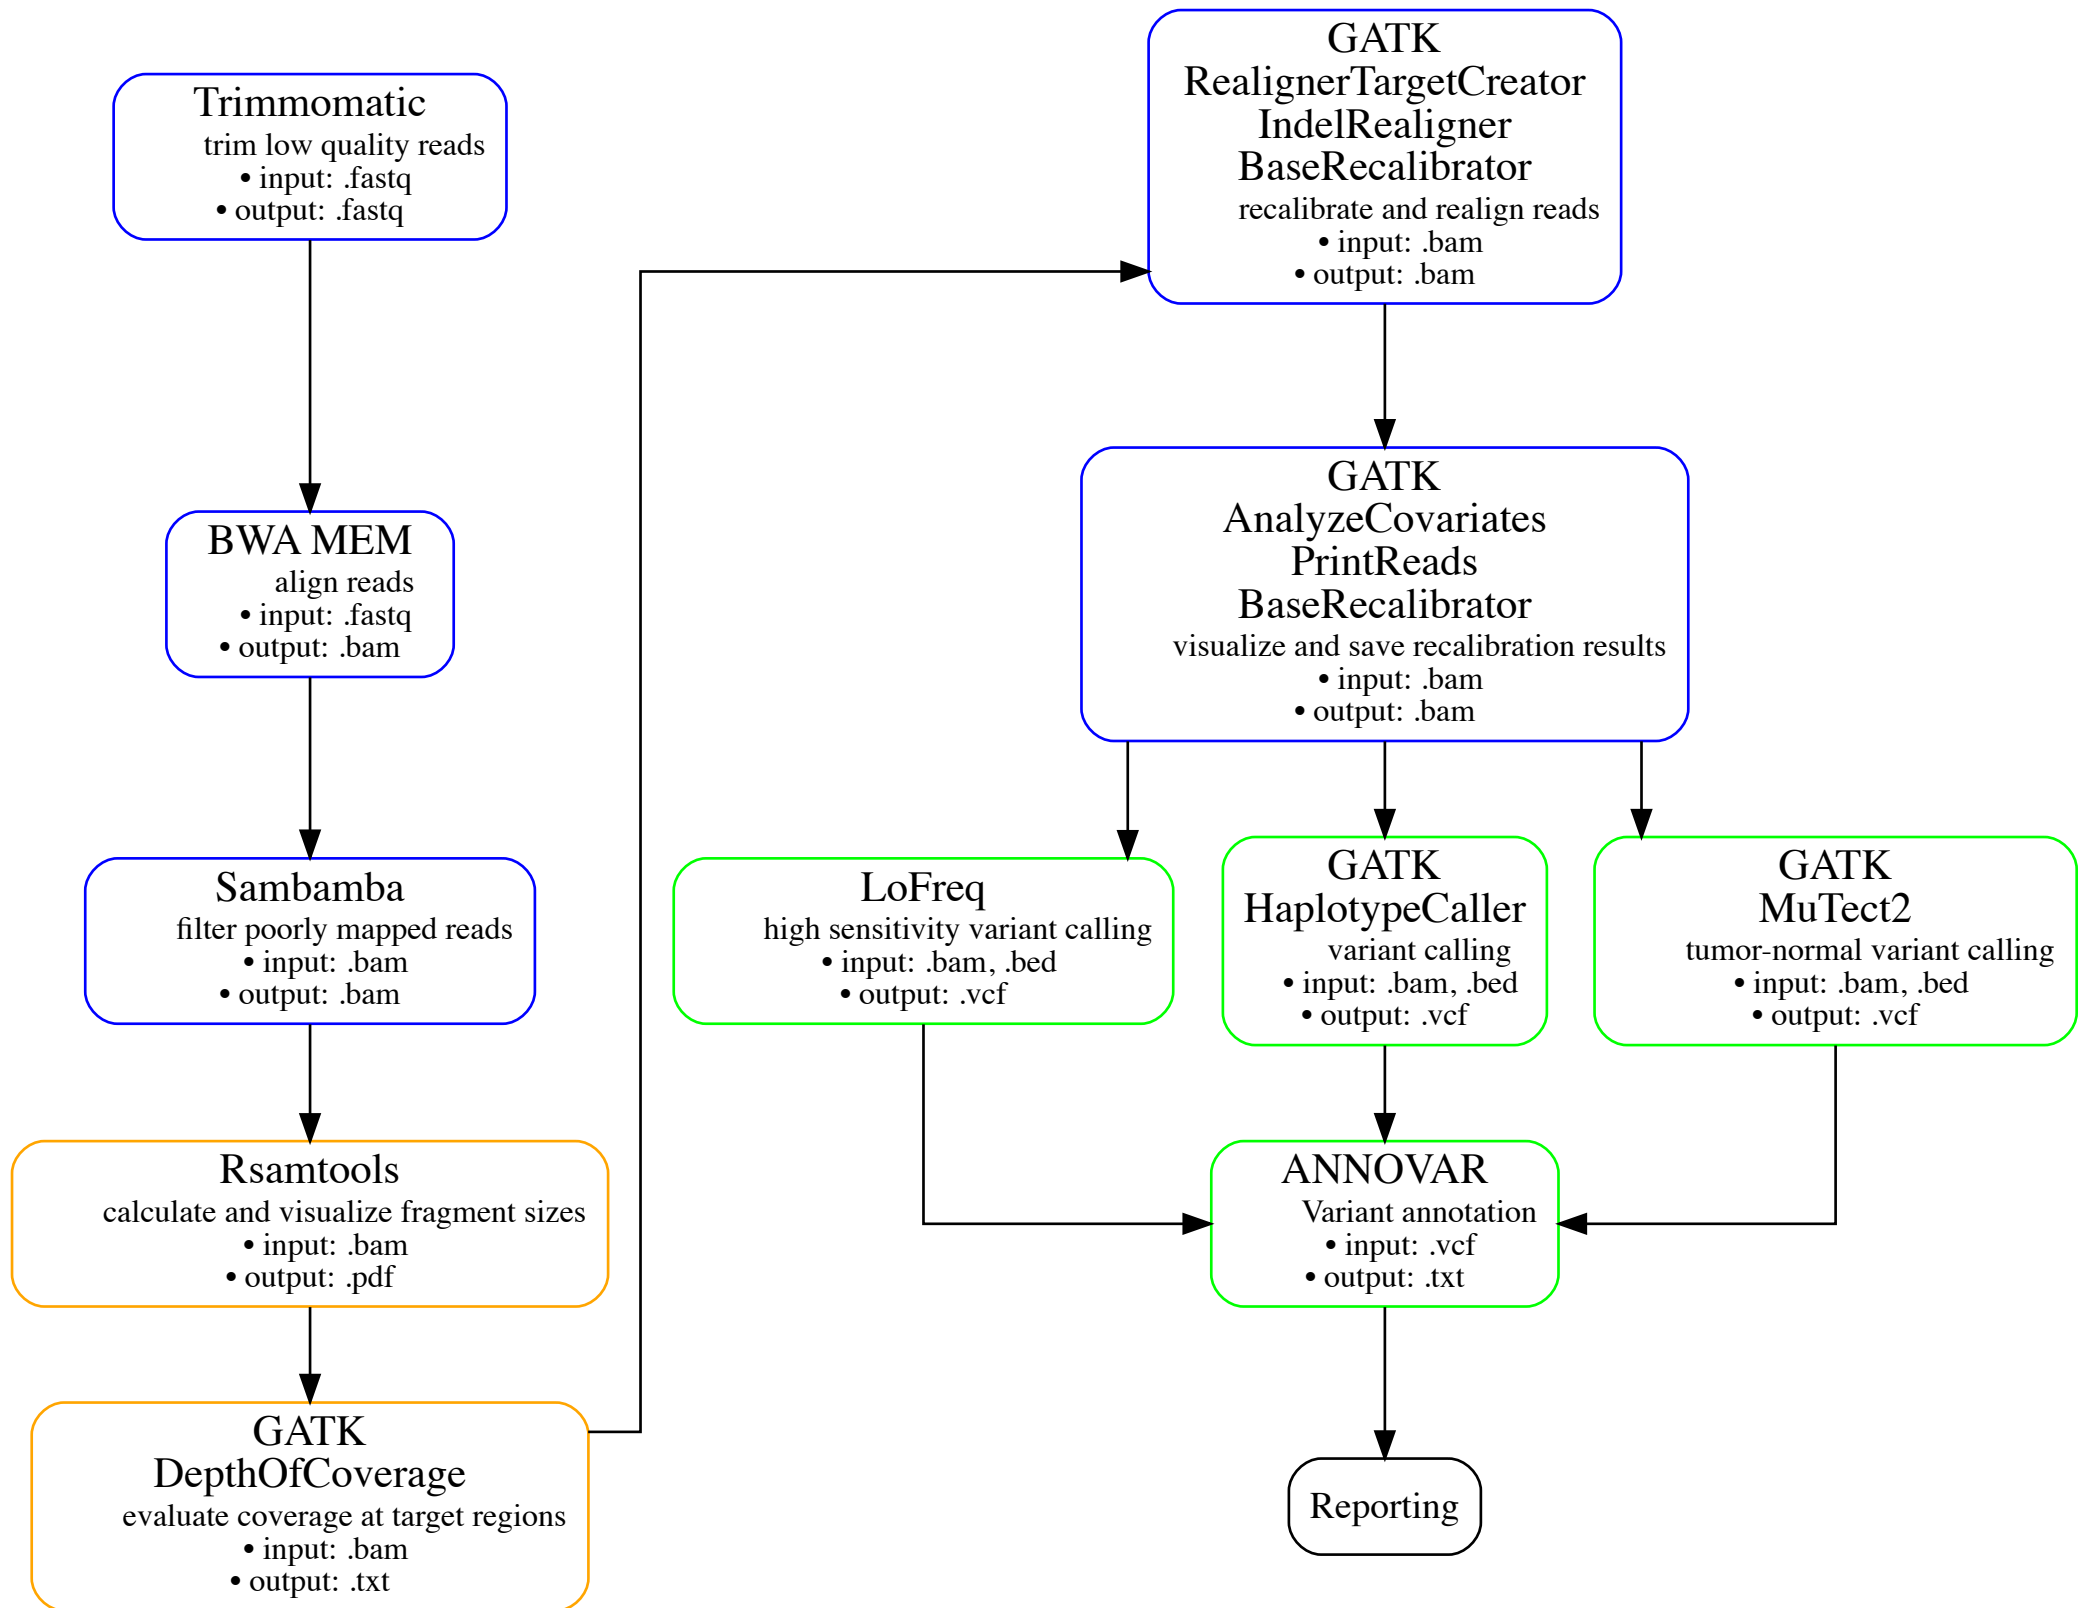 Trimmomatic
trim low quality reads
• input: .fastq
• output: .fastq
BWA MEM
align reads
• input: .fastq
• output: .bam
Sambamba
filter poorly mapped reads
• input: .bam
• output: .bam
Rsamtools
calculate and visualize fragment sizes
• input: .bam
• output: .pdf
GATK
DepthOfCoverage
evaluate coverage at target regions
• input: .bam
• output: .txt
GATK
RealignerTargetCreator
IndelRealigner
BaseRecalibrator
recalibrate and realign reads
• input: .bam
• output: .bam
GATK
AnalyzeCovariates
PrintReads
BaseRecalibrator
visualize and save recalibration results
• input: .bam
• output: .bam
LoFreq
high sensitivity variant calling
• input: .bam, .bed
• output: .vcf
GATK
HaplotypeCaller
variant calling
• input: .bam, .bed
• output: .vcf
GATK
MuTect2
tumor-normal variant calling
• input: .bam, .bed
• output: .vcf
ANNOVAR
Variant annotation
• input: .vcf
• output: .txt
Reporting